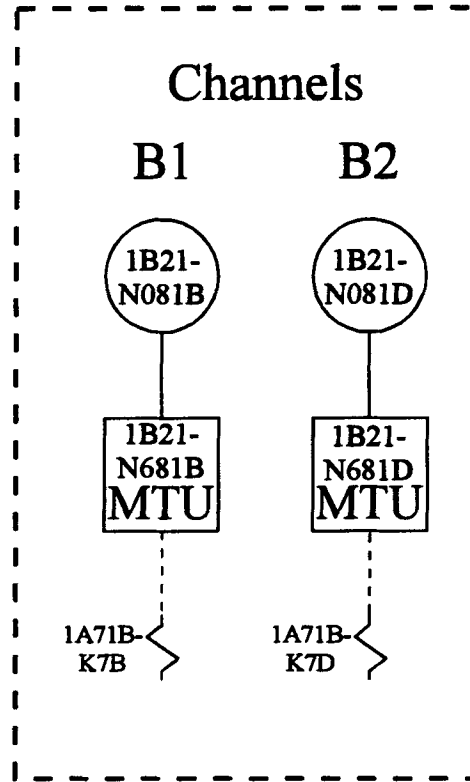 Channels
B1 B2
1B21-
N081B
1B21-
N081D
1B21-
N681B
MTU
1B21-
N681D
MTU
1A71B-
K7B
1A71B-
K7D